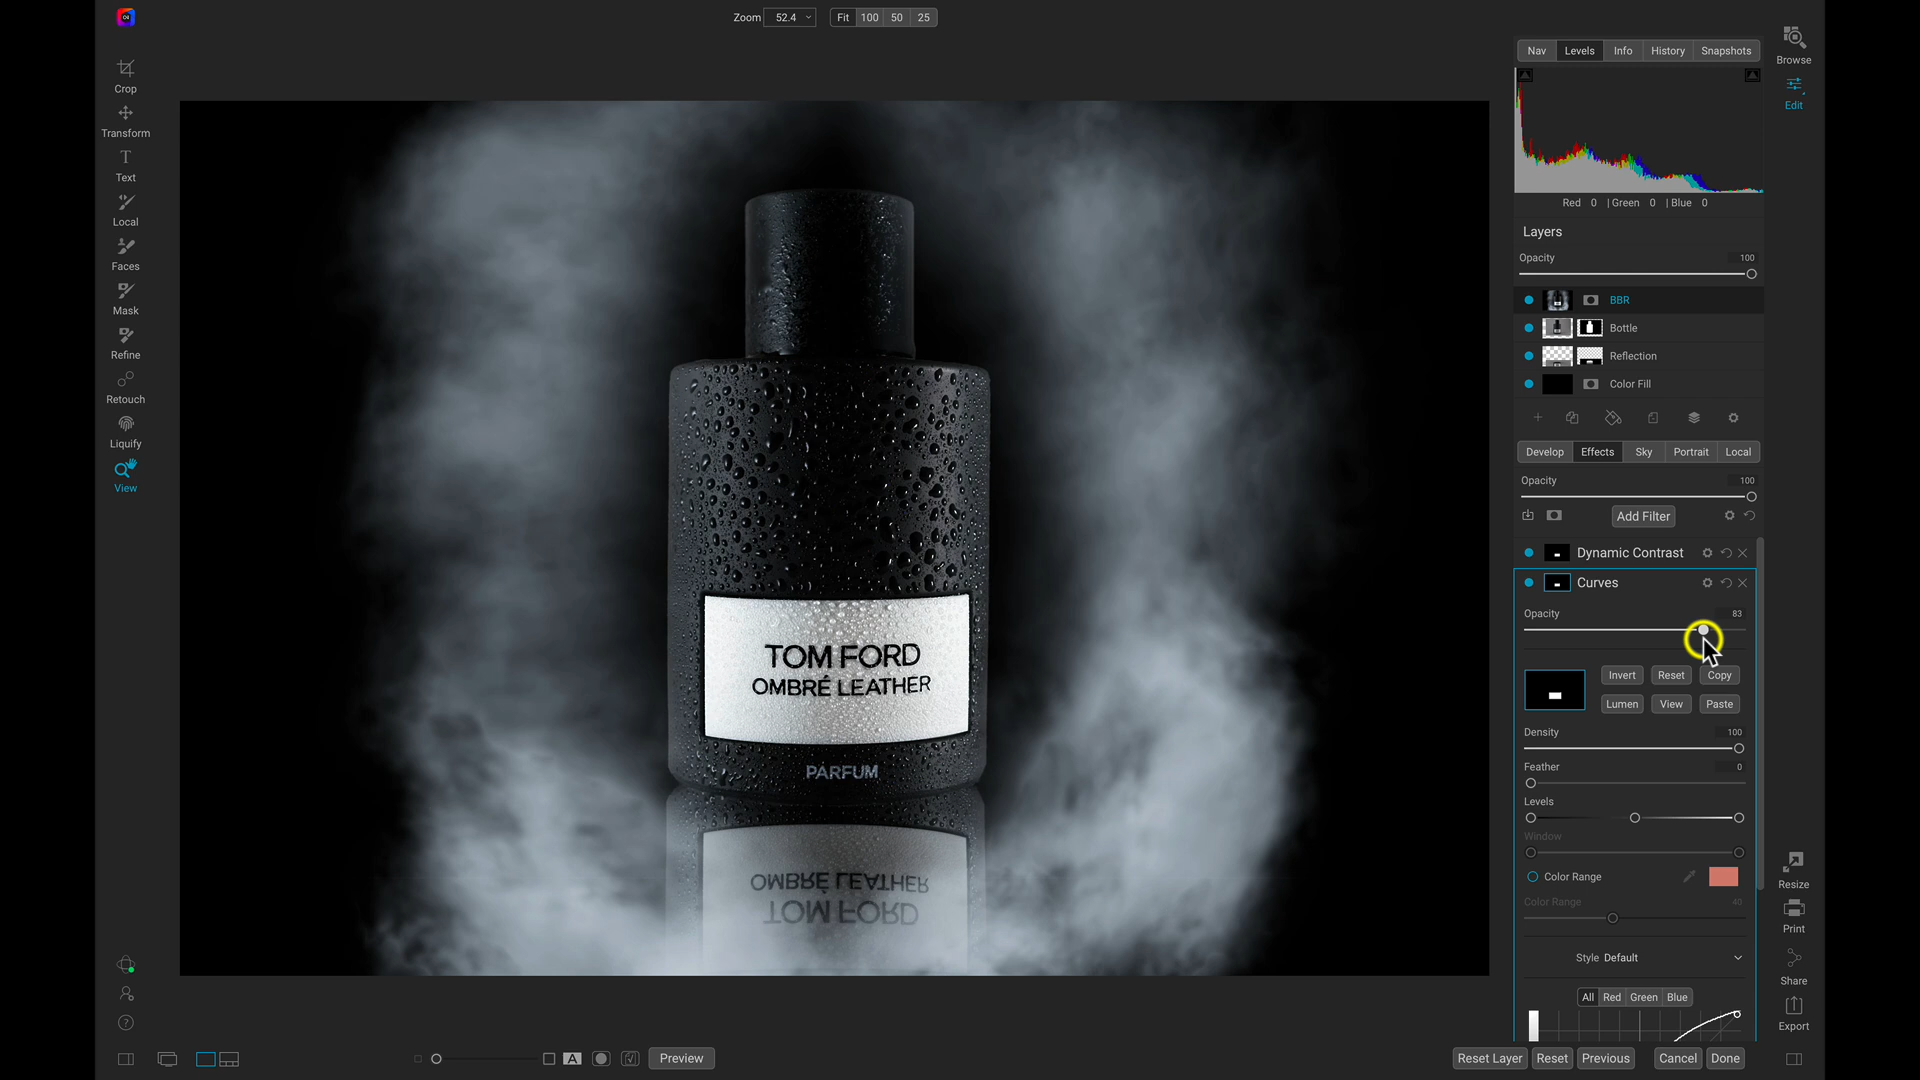 Zoom 52.4 Fit 100 50 25
Crop
Transform
Text
Local
Faces
Mask
Refine
Retouch
Liquify
View
TOM FORD
OMBRÉ LEATHER
PARFUM
OMBRÉ LEATHER
TOM FORD
Nav Levels Info History Snapshots
Red 0 | Green 0 | Blue 0
Layers
Opacity 100
BBR
Bottle
Reflection
Color Fill
Develop Effects Sky Portrait Local
Opacity 100
Add Filter
Dynamic Contrast
Curves
Opacity 83
Invert Reset Copy
Lumen View Paste
Density 100
Feather 0
Levels
Window
Color Range
Color Range 40
Style Default
All Red Green Blue
Browse
Edit
Resize
Print
Share
Export
A Preview
Reset Layer Reset Previous Cancel Done